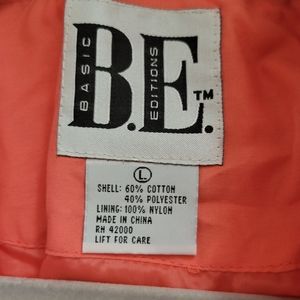 BASIC
B.E.™
EDITIONS
L
SHELL: 60% COTTON
40% POLYESTER
LINING: 100% NYLON
MADE IN CHINA
RN 42000
LIFT FOR CARE